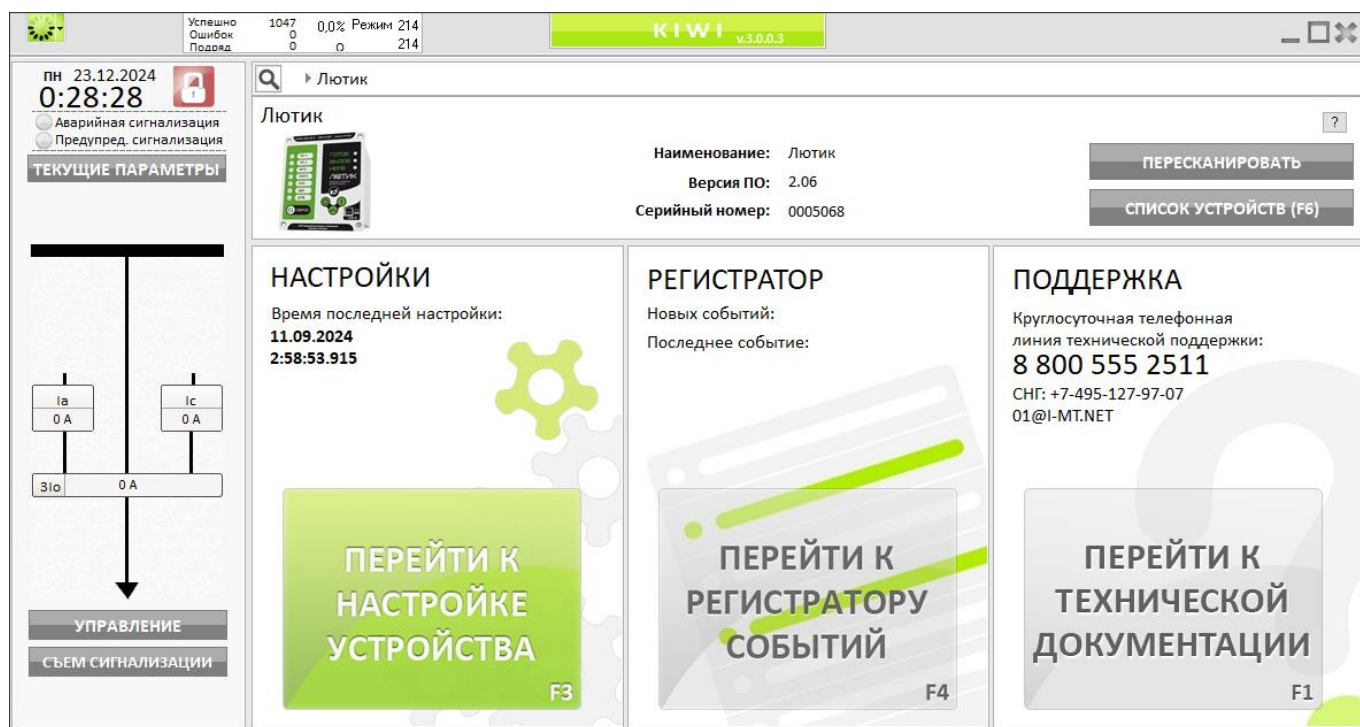 Успешно 1047 0,0% Режим 214
Ошибок 0
Подряд 0 0 214
KIWI v.3.0.0.3
пн 23.12.2024
0:28:28
Аварийная сигнализация
Предупред. сигнализация
ТЕКУЩИЕ ПАРАМЕТРЫ
Ia
0 А
Ic
0 А
3Io 0 А
УПРАВЛЕНИЕ
СЪЕМ СИГНАЛИЗАЦИИ
Лютик
Лютик
?
ЛЮТИК
Наименование: Лютик
Версия ПО: 2.06
Серийный номер: 0005068
ПЕРЕСКАНИРОВАТЬ
СПИСОК УСТРОЙСТВ (F6)
НАСТРОЙКИ
Время последней настройки:
11.09.2024
2:58:53.915
ПЕРЕЙТИ К
НАСТРОЙКЕ
УСТРОЙСТВА
F3
РЕГИСТРАТОР
Новых событий:
Последнее событие:
ПЕРЕЙТИ К
РЕГИСТРАТОРУ
СОБЫТИЙ
F4
ПОДДЕРЖКА
Круглосуточная телефонная
линия технической поддержки:
8 800 555 2511
СНГ: +7-495-127-97-07
01@I-MT.NET
ПЕРЕЙТИ К
ТЕХНИЧЕСКОЙ
ДОКУМЕНТАЦИИ
F1